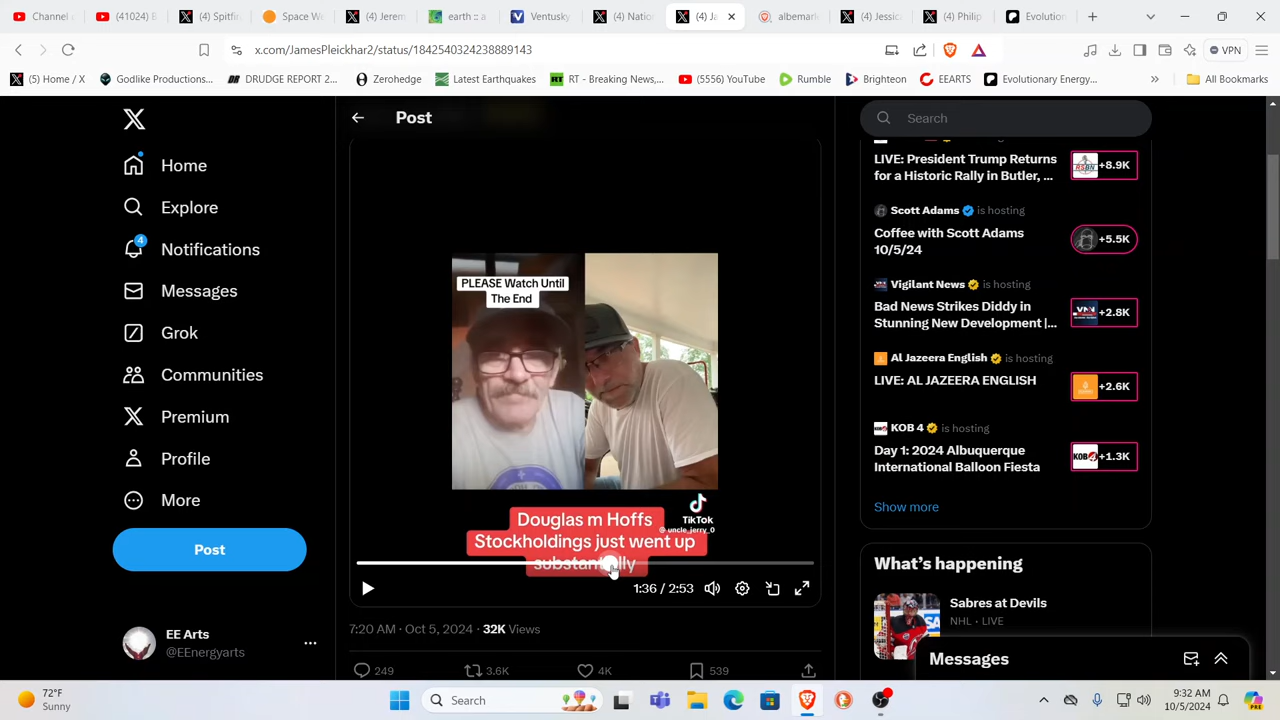 Channel c
(41024) B
(4) Spitfi
Space We
(4) Jerem
earth :: a
Ventusky
(4) Natio
(4) Ja
albemark
(4) Jessic
(4) Philip
Evolution
x.com/JamesPleickhar2/status/1842540324238889143
VPN
(5) Home / X
Godlike Productions...
DRUDGE REPORT 2...
Zerohedge
Latest Earthquakes
RT - Breaking News,...
(5550) YouTube
Rumble
Brighteon
EEARTS
Evolutionary Energy...
All Bookmarks
Home
Explore
4
Notifications
Messages
Grok
Communities
Premium
Profile
More
Post
EE Arts
@EEnergyarts
Post
PLEASE Watch Until
The End
TikTok
@ uncle_jerry_0
Douglas m Hoffs
Stockholdings just went up
1:36 / 2:53
7:20 AM · Oct 5, 2024 · 32K Views
249
3.6K
4K
539
Search
LIVE: President Trump Returns
for a Historic Rally in Butler, ...
+8.9K
Scott Adams is hosting
Coffee with Scott Adams
10/5/24
+5.5K
Vigilant News is hosting
Bad News Strikes Diddy in
Stunning New Development |...
+2.8K
Al Jazeera English is hosting
LIVE: AL JAZEERA ENGLISH
+2.6K
KOB 4 is hosting
Day 1: 2024 Albuquerque
International Balloon Fiesta
KOB 4
+1.3K
Show more
What's happening
Sabres at Devils
NHL · LIVE
Messages
72°F
Sunny
Search
9:32 AM
10/5/2024